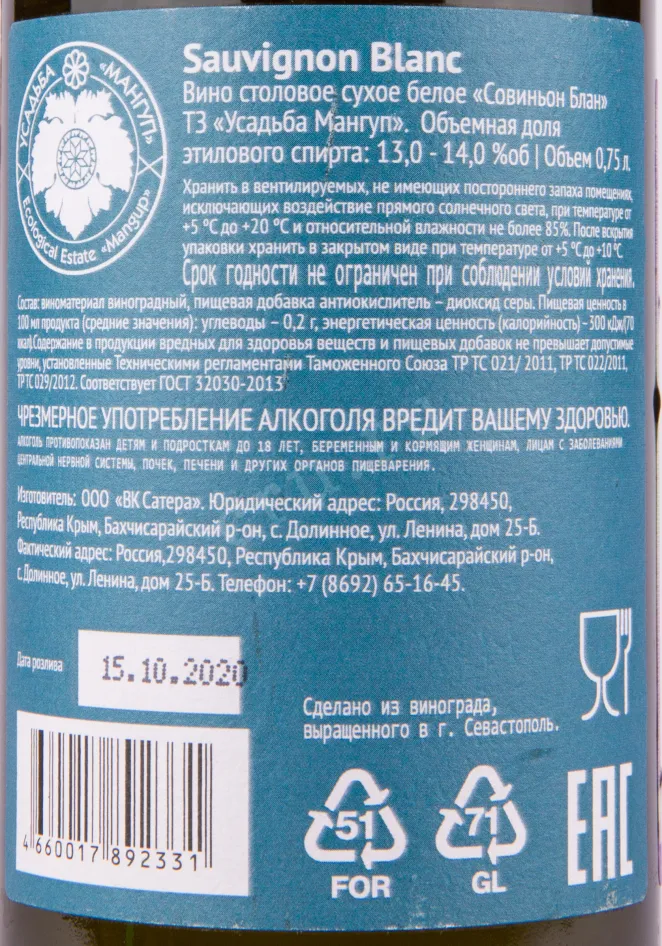 УСАДЬБА «МАНГУП»
Ecological Estate «Mangup»
Sauvignon Blanc
Вино столовое сухое белое «Совиньон Блан»
ТЗ «Усадьба Мангуп». Объемная доля
этилового спирта: 13,0 - 14,0 %об | Объем 0,75 л.
Хранить в вентилируемых, не имеющих постороннего запаха помещениях,
исключающих воздействие прямого солнечного света, при температуре от
+5 °C до +20 °C и относительной влажности не более 85%. После вскрытия
упаковки хранить в закрытом виде при температуре от +5 °C до +10 °C
Срок годности не ограничен при соблюдении условий хранения.
Состав: виноматериал виноградный, пищевая добавка антиокислитель – диоксид серы. Пищевая ценность в
100 мл продукта (средние значения): углеводы – 0,2 г, энергетическая ценность (калорийность) - 300 кДж/(70
ккал).Содержание в продукции вредных для здоровья веществ и пищевых добавок не превышает допустимые
уровни, установленные Техническими регламентами Таможенного Союза ТР ТС 021/ 2011, ТР ТС 022/2011,
ТР ТС 029/2012. Соответствует ГОСТ 32030-2013
ЧРЕЗМЕРНОЕ УПОТРЕБЛЕНИЕ АЛКОГОЛЯ ВРЕДИТ ВАШЕМУ ЗДОРОВЬЮ.
АЛКОГОЛЬ ПРОТИВОПОКАЗАН ДЕТЯМ И ПОДРОСТКАМ ДО 18 ЛЕТ, БЕРЕМЕННЫМ И КОРМЯЩИМ ЖЕНЩИНАМ, ЛИЦАМ С ЗАБОЛЕВАНИЯМИ
ЦЕНТРАЛЬНОЙ НЕРВНОЙ СИСТЕМЫ, ПОЧЕК, ПЕЧЕНИ И ДРУГИХ ОРГАНОВ ПИЩЕВАРЕНИЯ.
Изготовитель: ООО «ВК Сатера». Юридический адрес: Россия, 298450,
Республика Крым, Бахчисарайский р-он, с. Долинное, ул. Ленина, дом 25-Б.
Фактический адрес: Россия,298450, Республика Крым, Бахчисарайский р-он,
с. Долинное, ул. Ленина, дом 25-Б. Телефон: +7 (8692) 65-16-45.
Дата розлива
15.10.2020
Сделано из винограда,
выращенного в г. Севастополь.
4 660017 892331
51
FOR
71
GL
EAC